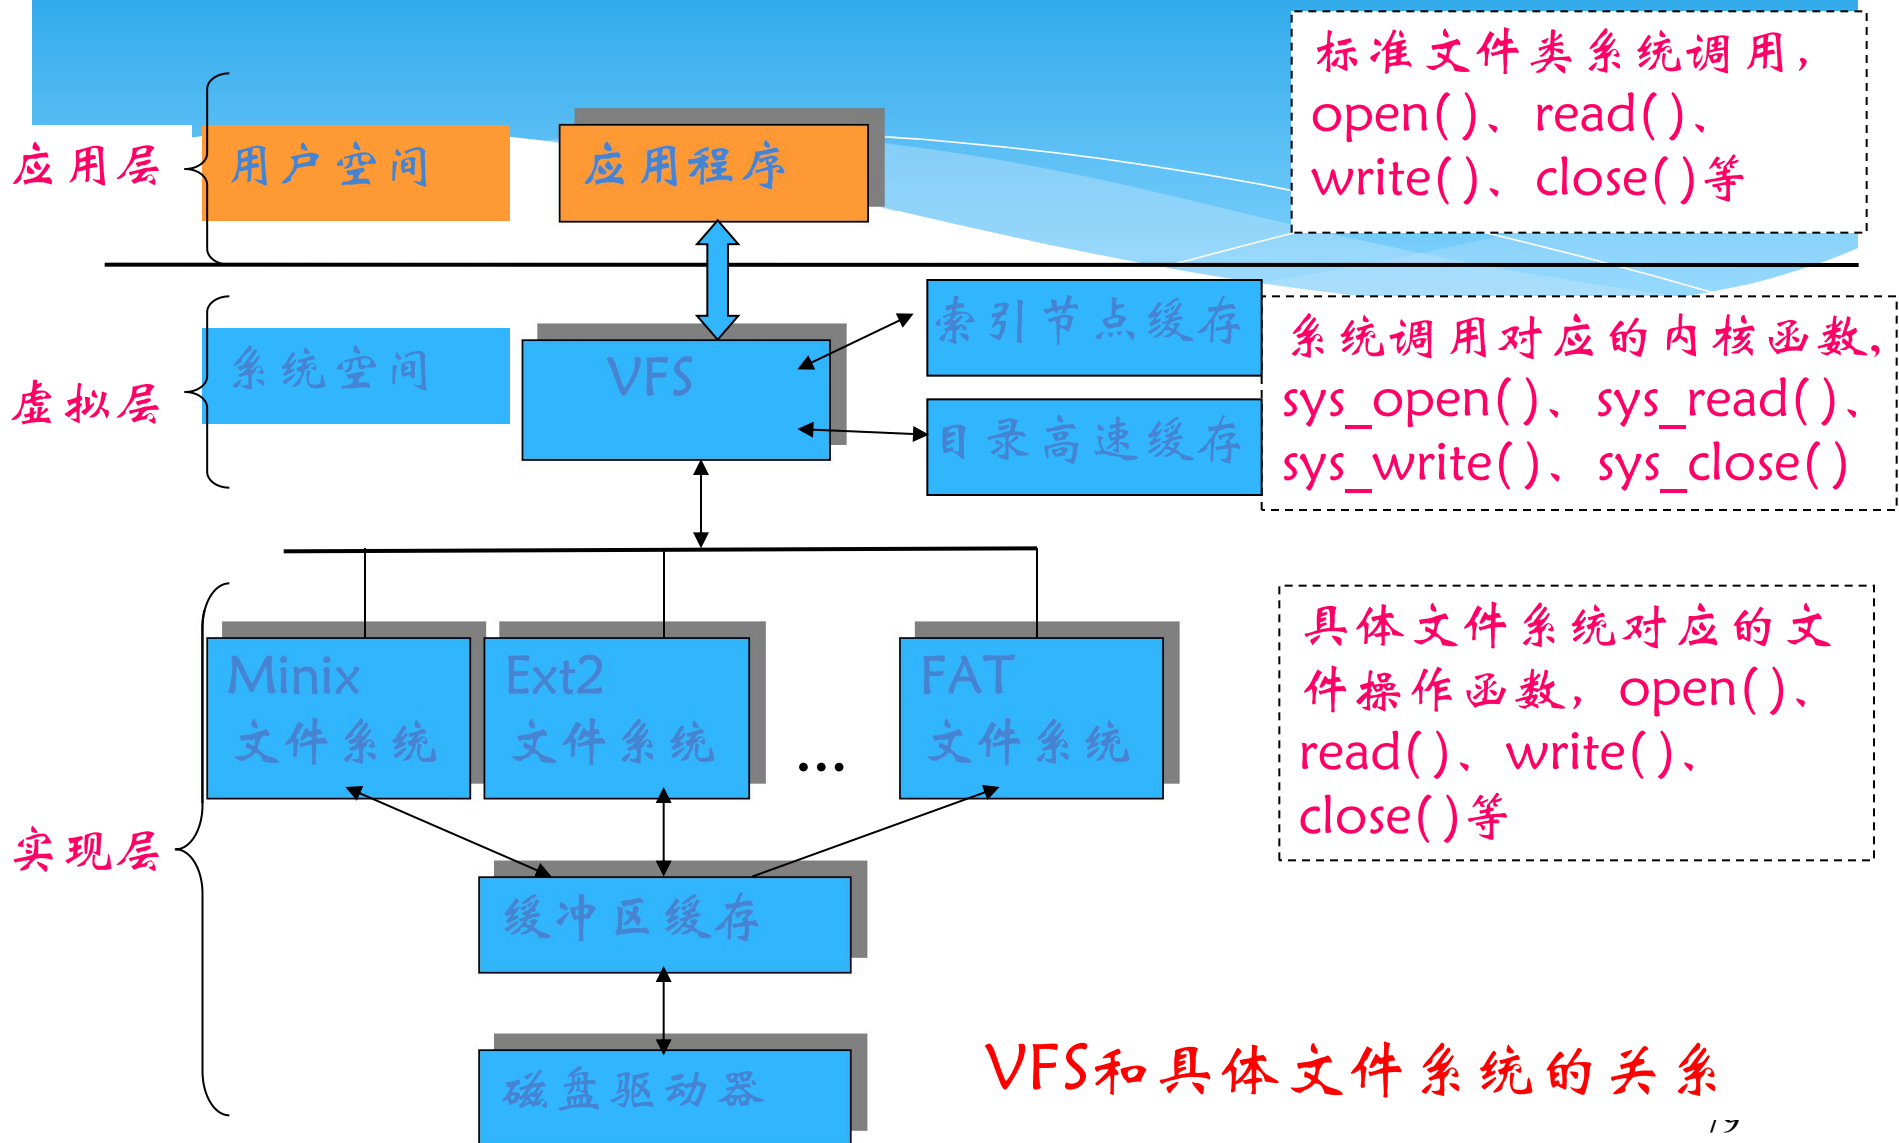 标准文件类系统调用，
open()、read()、
write()、close()等
应用层
用户空间
应用程序
虚拟层
系统空间
VFS
索引节点缓存
目录高速缓存
系统调用对应的内核函数,
sys_open()、sys_read()、
sys_write()、sys_close()
实现层
Minix
文件系统
Ext2
文件系统
...
FAT
文件系统
具体文件系统对应的文
件操作函数，open()、
read()、write()、
close()等
缓冲区缓存
磁盘驱动器
VFS和具体文件系统的关系